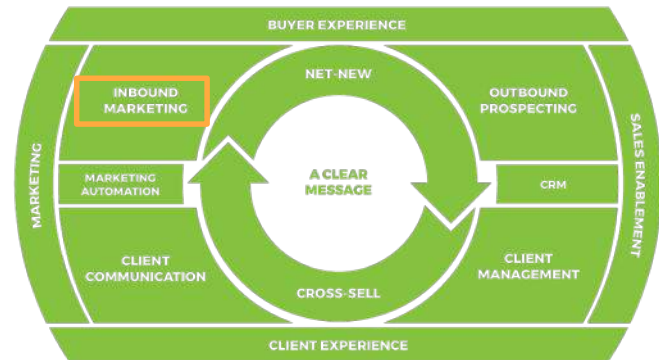 BUYER EXPERIENCE
NET-NEW
INBOUND
MARKETING
OUTBOUND
PROSPECTING
MARKETING
SALES ENABLEMENT
MARKETING
AUTOMATION
A CLEAR
MESSAGE
CRM
CLIENT
COMMUNICATION
CLIENT
MANAGEMENT
CROSS-SELL
CLIENT EXPERIENCE